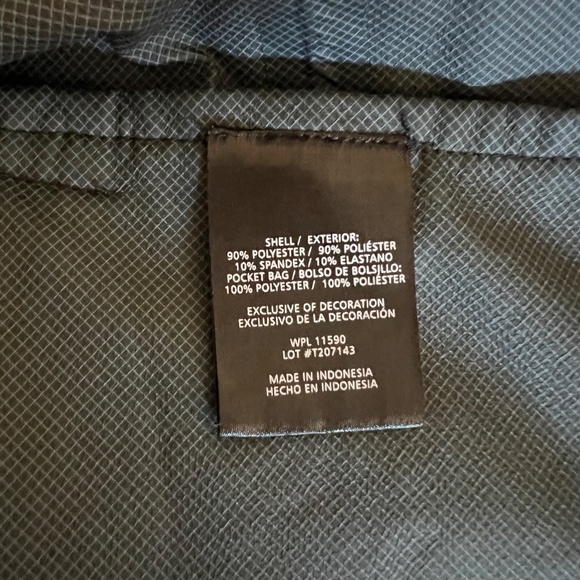 SHELL / EXTERIOR:
90% POLYESTER / 90% POLIÉSTER
10% SPANDEX / 10% ELASTANO
POCKET BAG / BOLSO DE BOLSILLO:
100% POLYESTER / 100% POLIÉSTER
EXCLUSIVE OF DECORATION
EXCLUSIVO DE LA DECORACIÓN
WPL 11590
LOT #T207143
MADE IN INDONESIA
HECHO EN INDONESIA